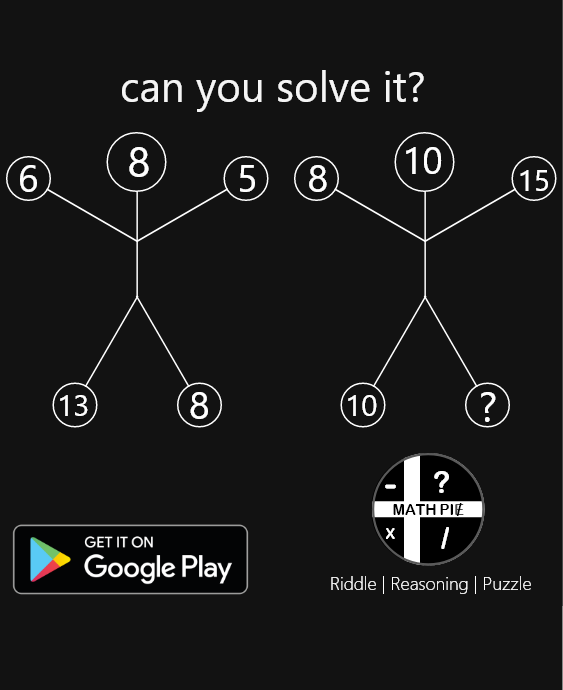 can you solve it?
6 8 5 8 10 15
13 8 10 ?
- ?
MATH PIE
x /
GET IT ON
Google Play
Riddle | Reasoning | Puzzle